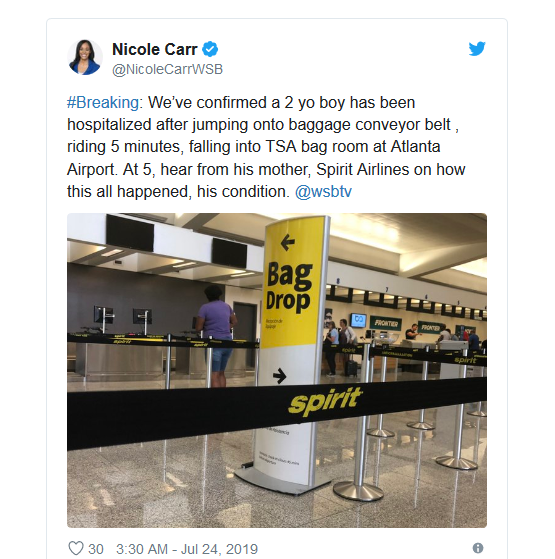 Nicole Carr
@NicoleCarrWSB
#Breaking: We've confirmed a 2 yo boy has been
hospitalized after jumping onto baggage conveyor belt ,
riding 5 minutes, falling into TSA bag room at Atlanta
Airport. At 5, hear from his mother, Spirit Airlines on how
this all happened, his condition. @wsbtv
Bag
Drop
FRONTIER
FRONTIER
spirit
30 3:30 AM - Jul 24, 2019